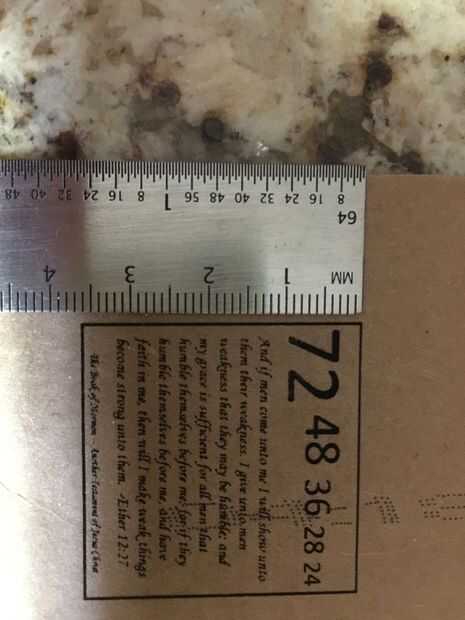 MM 1 2 3 4
64
8 16 24 32 40 48 56 1 8 16 24 32 40 48
72 48 36 28 24
And if men come unto me I will show unto
them their weakness. I give unto men
weakness that they may be humble; and
my grace is sufficient for all men that
humble themselves before me; for if they
humble themselves before me, and have
faith in me, then will I make weak things
become strong unto them. ~Ether 12:27
The Book of Mormon ~ Another Testament of Jesus Christ